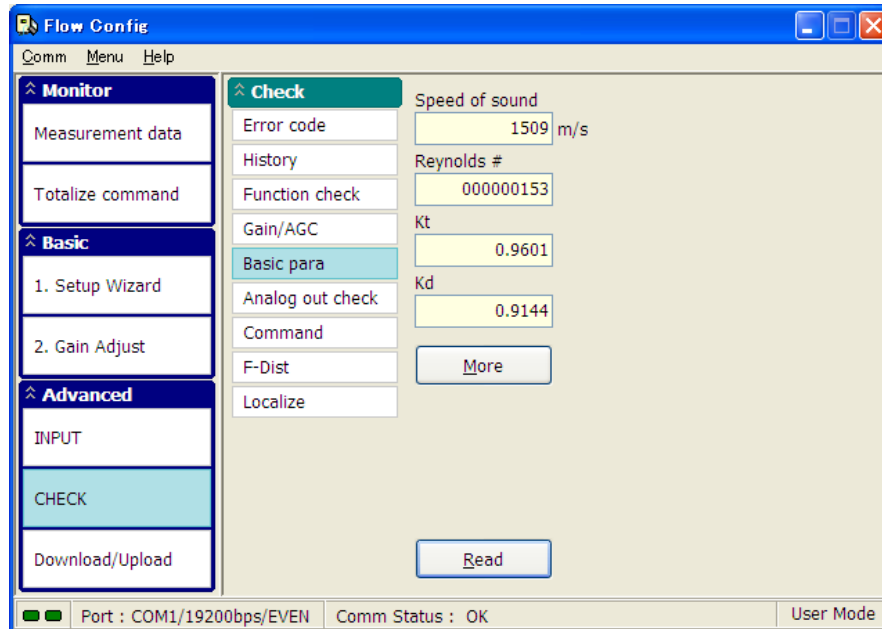 Flow Config
Comm Menu Help
Monitor
Measurement data
Totalize command
Basic
1. Setup Wizard
2. Gain Adjust
Advanced
INPUT
CHECK
Download/Upload
Check
Error code
History
Function check
Gain/AGC
Basic para
Analog out check
Command
F-Dist
Localize
Speed of sound
1509 m/s
Reynolds #
000000153
Kt
0.9601
Kd
0.9144
More
Read
Port : COM1/19200bps/EVEN Comm Status : OK User Mode